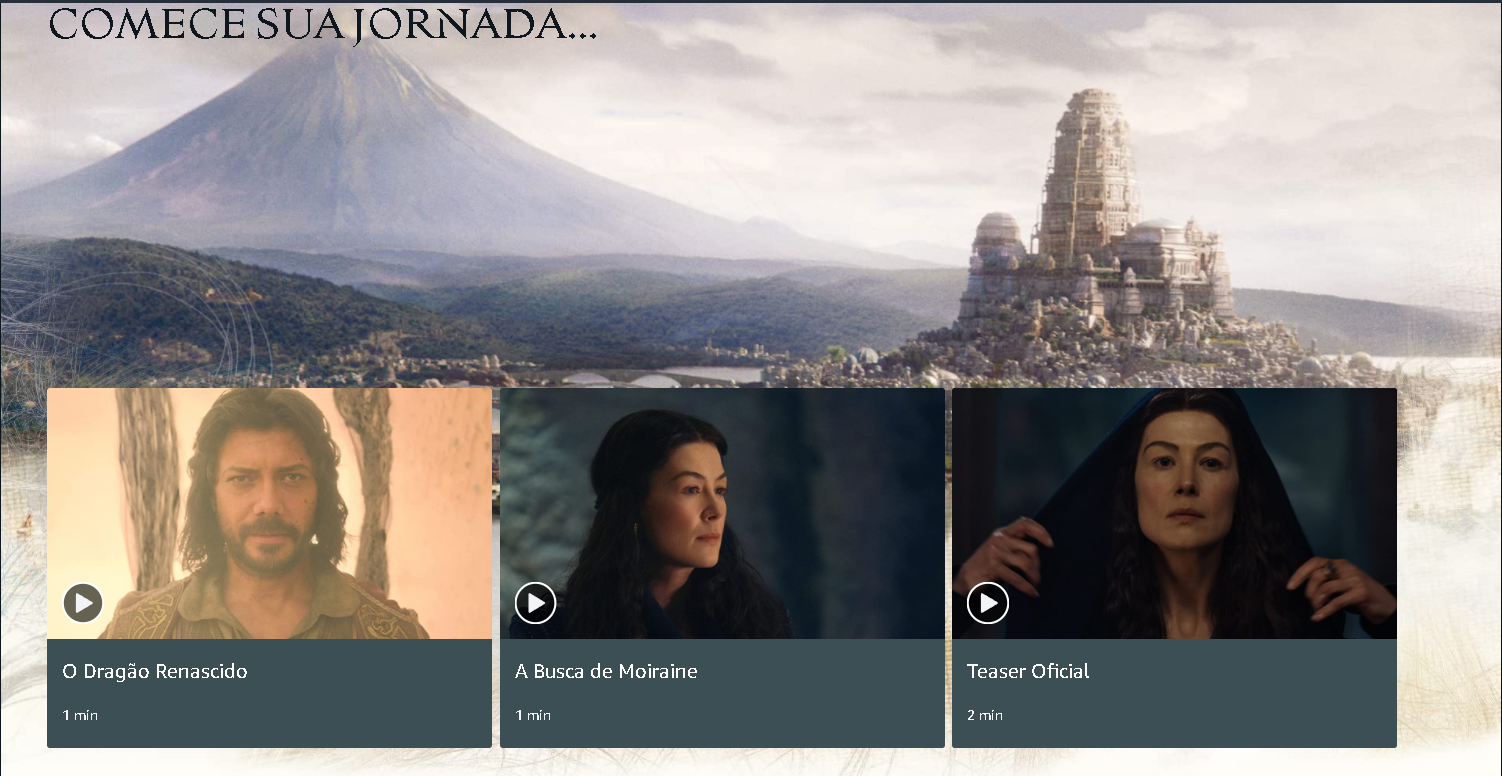 COMECE SUA JORNADA...
O Dragão Renascido
1 min
A Busca de Moiraine
1 min
Teaser Oficial
2 min